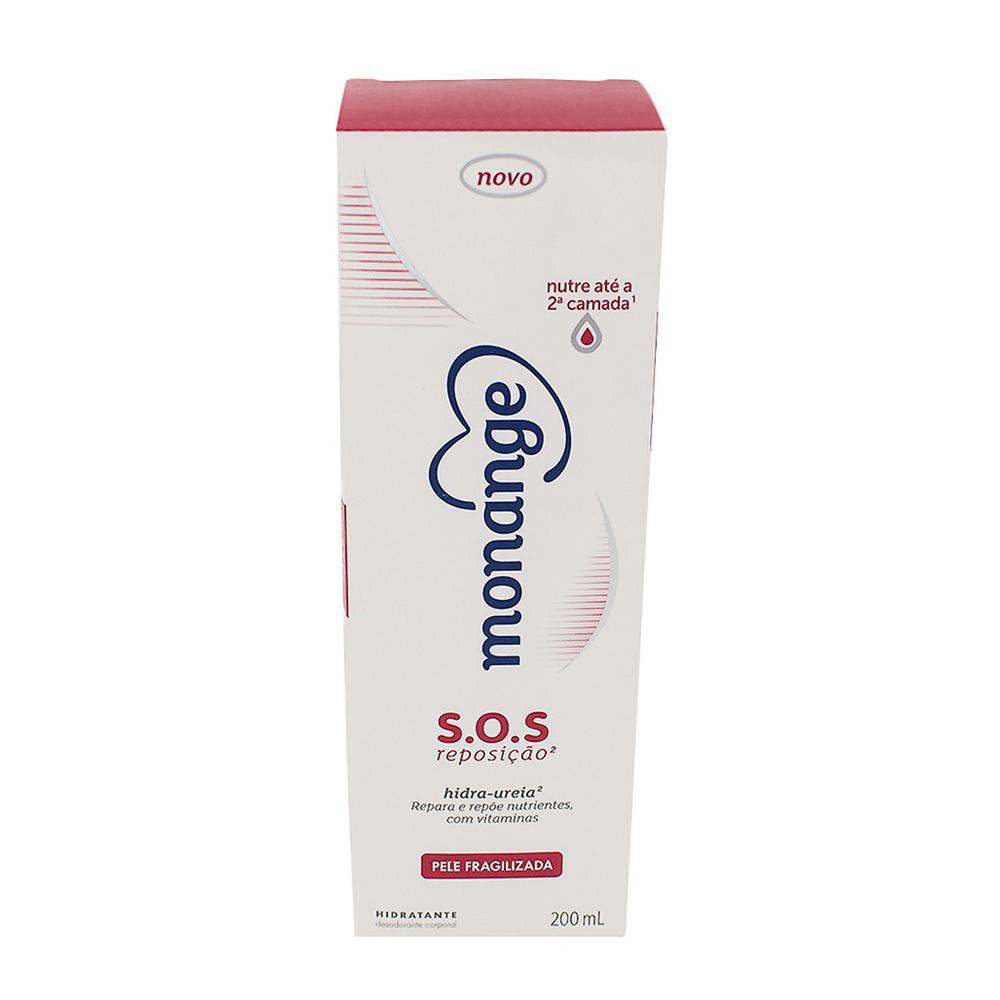 novo
nutre até a
2ª camada¹
monange
S.O.S
reposição²
hidra-ureia²
Repara e repõe nutrientes,
com vitaminas
PELE FRAGILIZADA
HIDRATANTE
desodorante corporal
200 mL